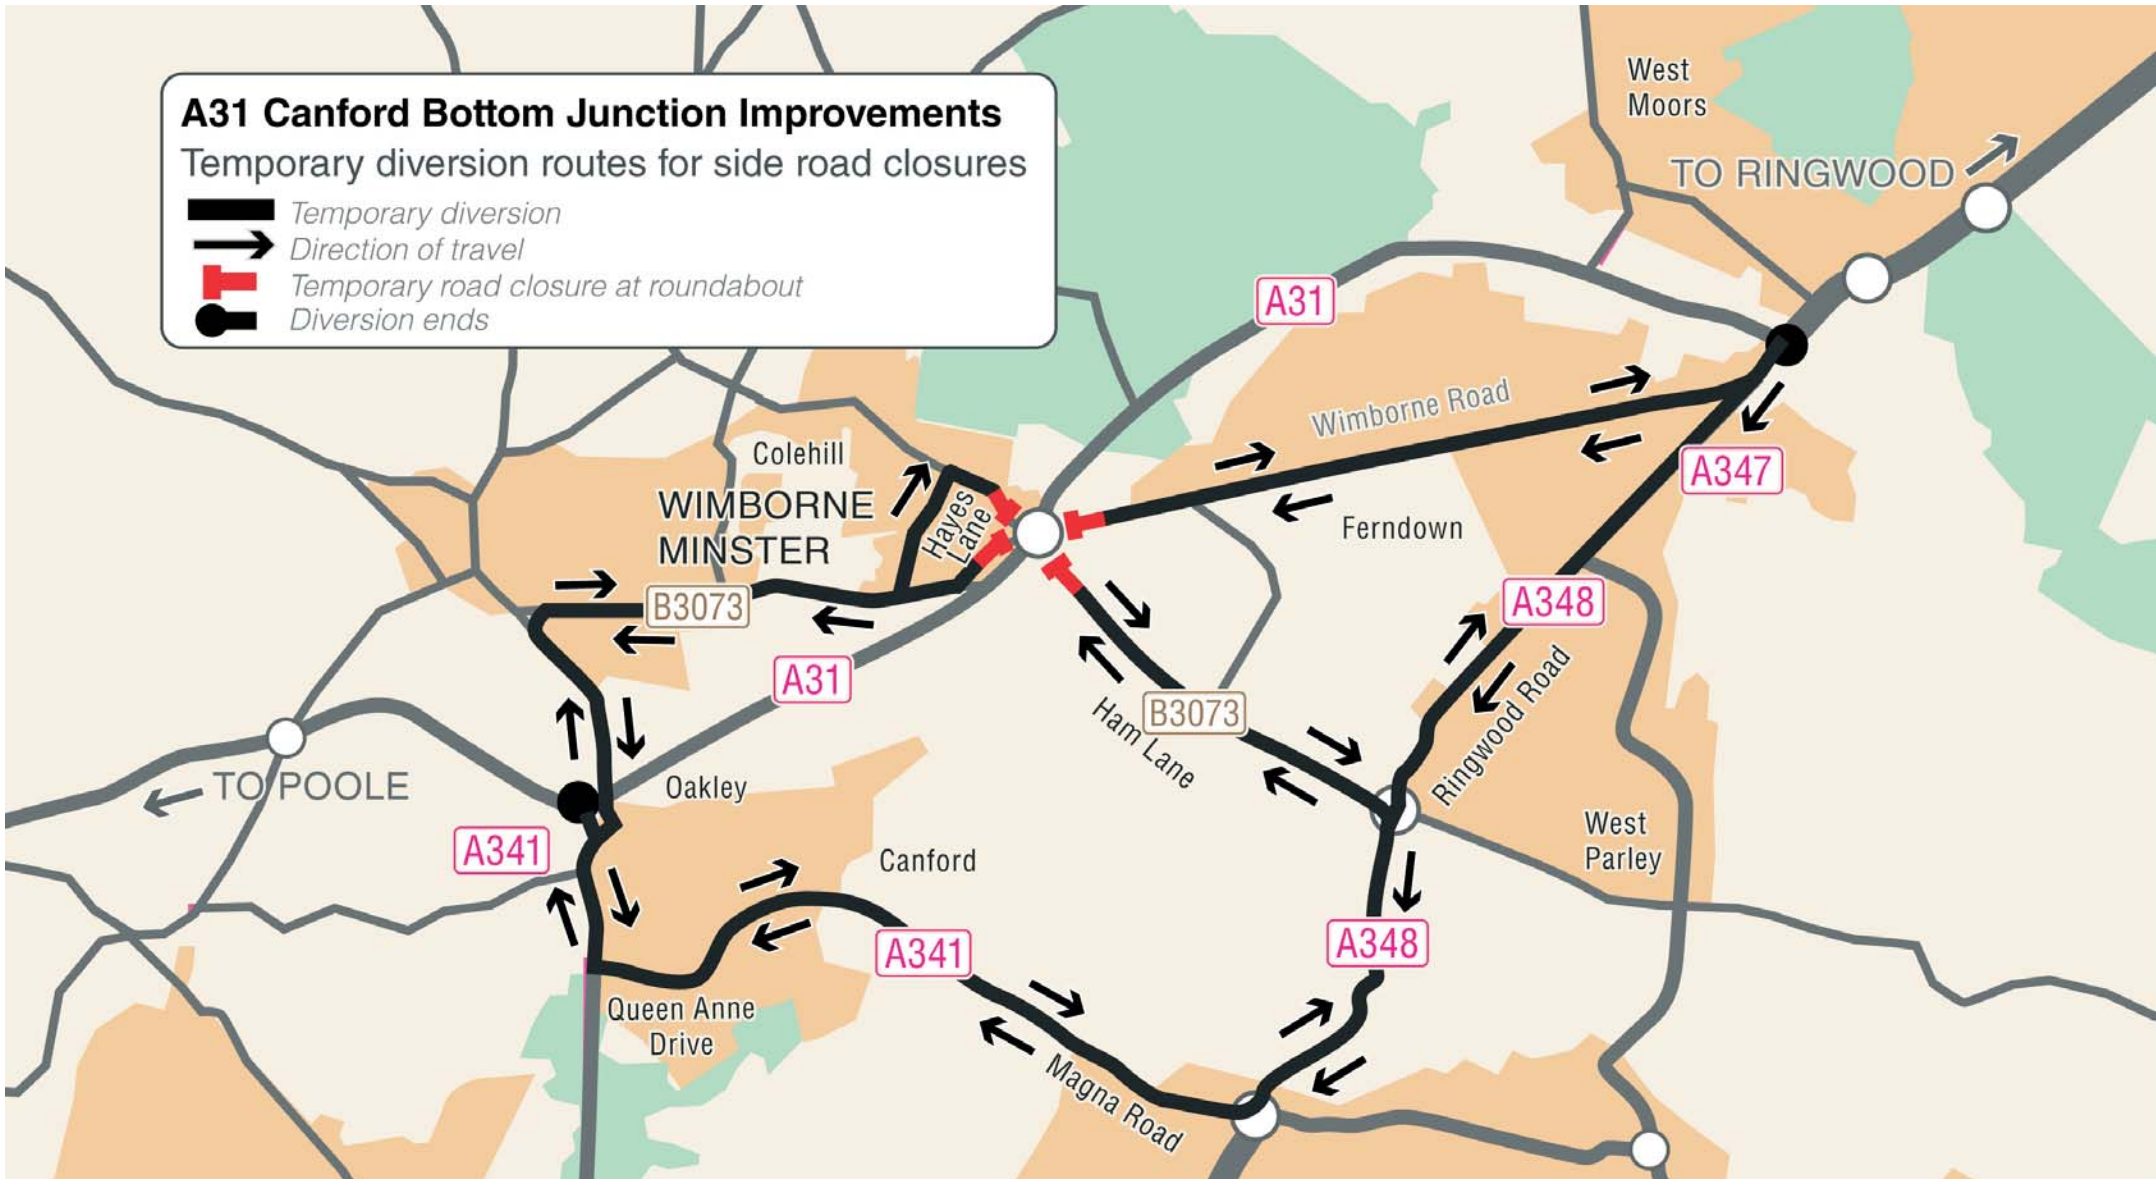 A31 Canford Bottom Junction Improvements
Temporary diversion routes for side road closures
Temporary diversion
Direction of travel
Temporary road closure at roundabout
Diversion ends
West
Moors
TO RINGWOOD
A31
Wimborne Road
A347
Colehill
WIMBORNE
MINSTER
Hayes
Lane
Ferndown
B3073
A348
A31
B3073
Ham Lane
Ringwood Road
TO POOLE
Oakley
A341
West
Parley
Canford
A341
A348
Queen Anne
Drive
Magna Road